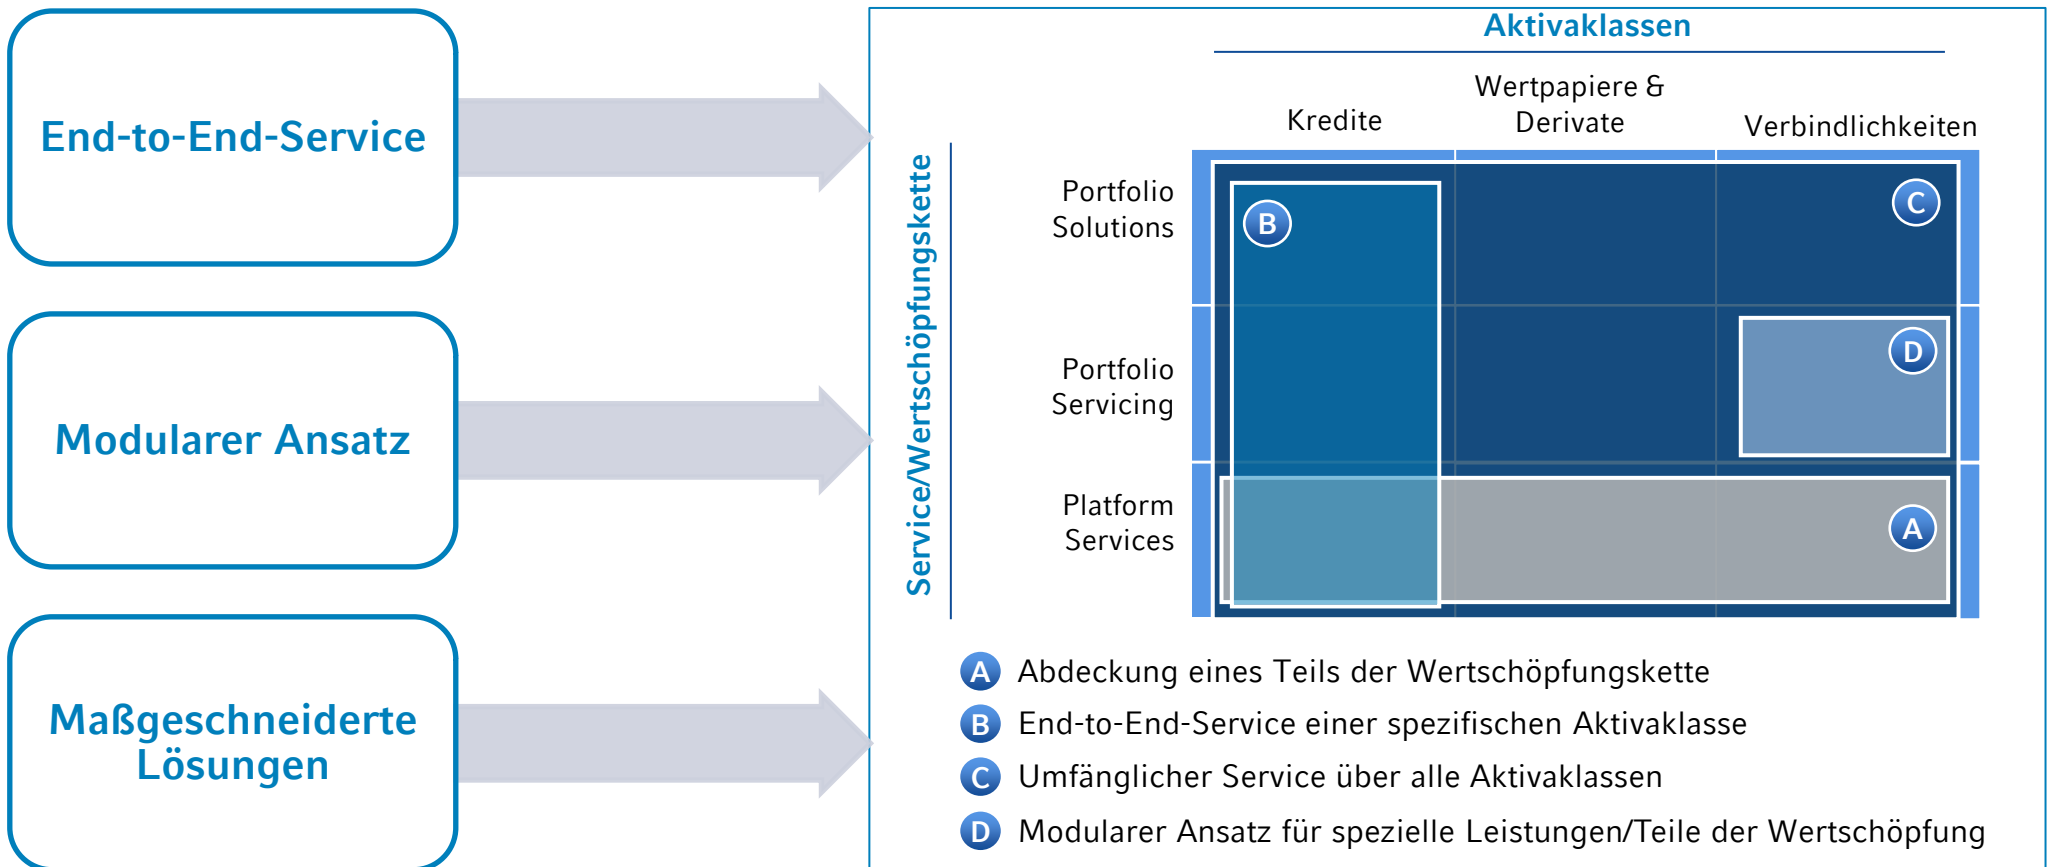 End-to-End-Service
Modularer Ansatz
Maßgeschneiderte
Lösungen
Aktivaklassen
Kredite
Wertpapiere &
Derivate
Verbindlichkeiten
Service/Wertschöpfungskette
Portfolio
Solutions
Portfolio
Servicing
Platform
Services
B
C
D
A
A Abdeckung eines Teils der Wertschöpfungskette
B End-to-End-Service einer spezifischen Aktivaklasse
C Umfänglicher Service über alle Aktivaklassen
D Modularer Ansatz für spezielle Leistungen/Teile der Wertschöpfung